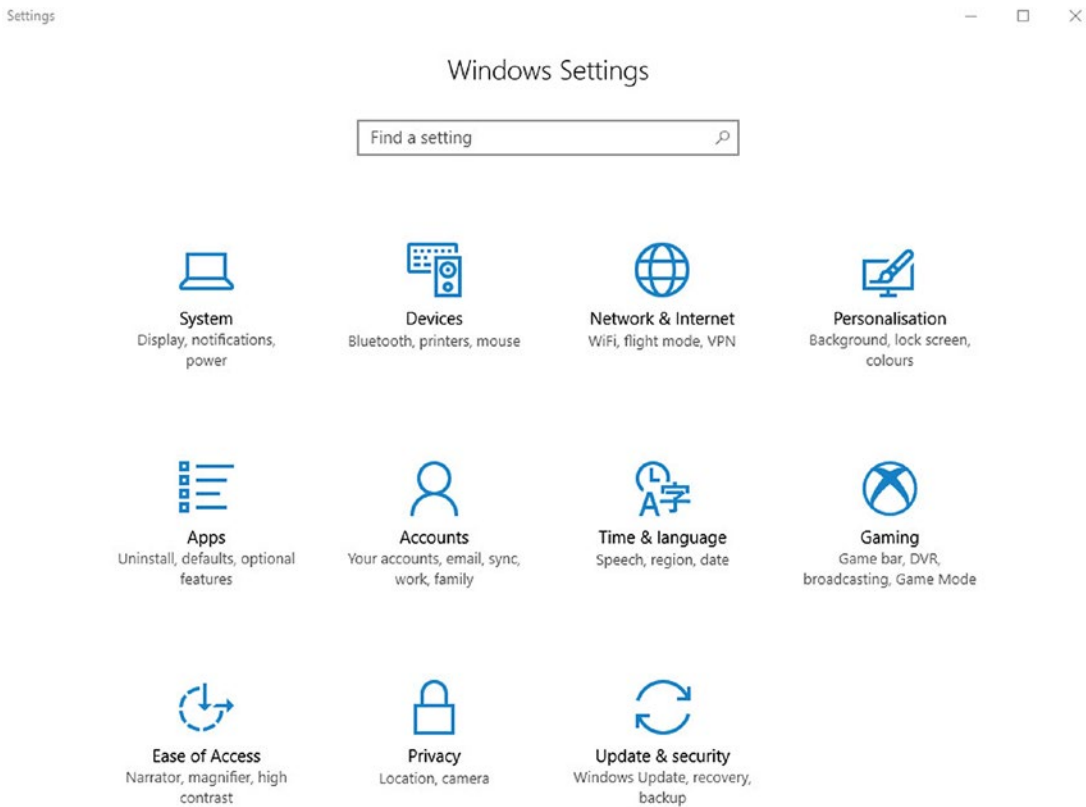 Settings
Windows Settings
Find a setting
System
Display, notifications,
power
Devices
Bluetooth, printers, mouse
Network & Internet
WiFi, flight mode, VPN
Personalisation
Background, lock screen,
colours
Apps
Uninstall, defaults, optional
features
Accounts
Your accounts, email, sync,
work, family
Time & language
Speech, region, date
Gaming
Game bar, DVR,
broadcasting, Game Mode
Ease of Access
Narrator, magnifier, high
contrast
Privacy
Location, camera
Update & security
Windows Update, recovery,
backup